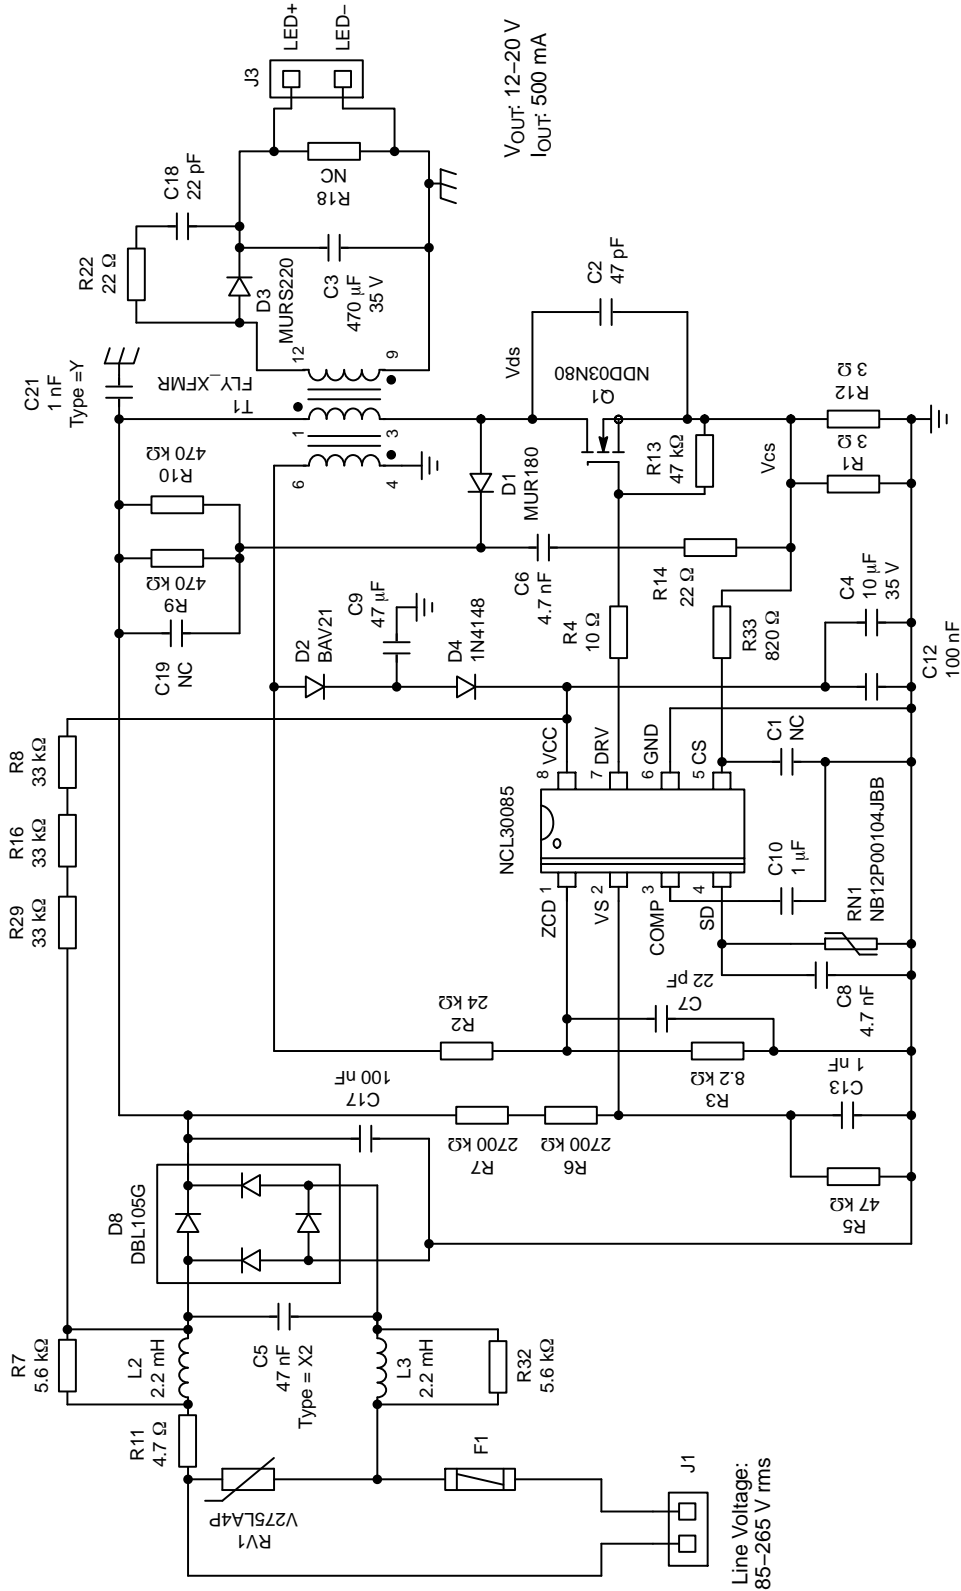 R7
5.6 kΩ
R29
33 kΩ
R16
33 kΩ
R8
33 kΩ
R11
4.7 Ω
L2
2.2 mH
D8
DBL105G
C5
47 nF
Type = X2
L3
2.2 mH
R32
5.6 kΩ
F1
RV1
V275LA4P
J1
Line Voltage:
85–265 V rms
C17
100 nF
R7
2700 kΩ
R6
2700 kΩ
R5
47 kΩ
C13
1 nF
R2
24 kΩ
R3
8.2 kΩ
C7
22 pF
C8
4.7 nF
RN1
NB12P00104JBB
C10
1 µF
C1
NC
NCL30085
ZCD 1
VS 2
COMP 3
SD 4
8 VCC
7 DRV
6 GND
5 CS
C19
NC
R9
470 kΩ
R10
470 kΩ
C21
1 nF
Type =Y
D2
BAV21
C9
47 µF
D4
1N4148
C6
4.7 nF
R4
10 Ω
R14
22 Ω
R33
820 Ω
C12
100 nF
C4
10 µF
35 V
D1
MUR180
R13
47 kΩ
Vcs
R1
3 Ω
R12
3 Ω
Q1
NDD03N80
Vds
C2
47 pF
T1
FLY_XFMR
6
4
1
3
12
9
R22
22 Ω
C18
22 pF
D3
MURS220
C3
470 µF
35 V
R18
NC
J3
LED+
LED–
VOUT: 12–20 V
IOUT: 500 mA